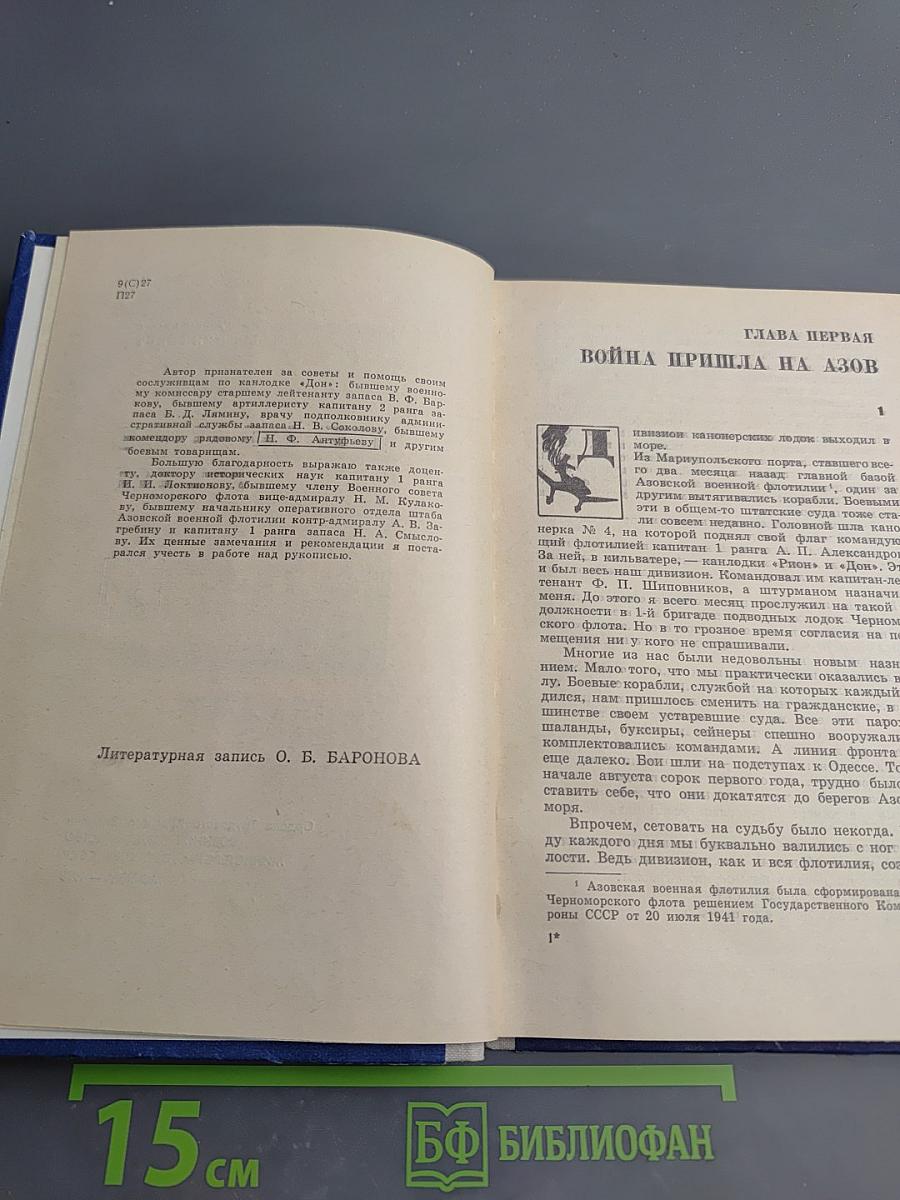 9(С)27
П27
Автор признателен за советы и помощь своим
сослуживцам по канлодке «Дон»: бывшему военно-
му комиссару старшему лейтенанту запаса В. Ф. Бар-
кову, бывшему артиллеристу капитану 2 ранга за-
паса Б. Д. Лямину, врачу подполковнику админи-
стративной службы запаса Н. В. Соколову, бывшему
комендору рядовому Н. Ф. Антуфьеву и другим
боевым товарищам.
Большую благодарность выражаю также доцен-
ту, доктору исторических наук капитану 1 ранга
И. И. Локтионову, бывшему члену Военного совета
Черноморского флота вице-адмиралу Н. М. Кулако-
ву, бывшему начальнику оперативного отдела штаба
Азовской военной флотилии контр-адмиралу А. В. За-
гребину и капитану 1 ранга запаса Н. А. Смысло-
ву. Их ценные замечания и рекомендации я поста-
рался учесть в работе над рукописью.
Литературная запись О. Б. БАРОНОВА
ГЛАВА ПЕРВАЯ
ВОЙНА ПРИШЛА НА АЗОВ
1
Дивизион канонерских лодок выходил в
море.
Из Мариупольского порта, ставшего все-
го два месяца назад главной базой
Азовской военной флотилии¹, один за
другим вытягивались корабли. Боевыми
эти в общем-то штатские суда тоже ста-
ли совсем недавно. Головной шла кано-
нерка № 4, на которой поднял свой флаг командую
щий флотилией капитан 1 ранга А. П. Александро
За ней, в кильватере, — канлодки «Рион» и «Дон». Эт
и был весь наш дивизион. Командовал им капитан-ле
тенант Ф. П. Шиповников, а штурманом назначи
меня. До этого я всего месяц прослужил на такой
должности в 1-й бригаде подводных лодок Черном
ского флота. Но в то грозное время согласия на пе
мещения ни у кого не спрашивали.
Многие из нас были недовольны новым назн
нием. Мало того, что мы практически оказались в
лу. Боевые корабли, службой на которых каждый
дился, нам пришлось сменить на гражданские, в
шинстве своем устаревшие суда. Все эти паро
шаланды, буксиры, сейнеры спешно вооружали
комплектовались командами. А линия фронта
еще далеко. Бои шли на подступах к Одессе. То
начале августа сорок первого года, трудно было
ставить себе, что они докатятся до берегов Азо
моря.
Впрочем, сетовать на судьбу было некогда.
ду каждого дня мы буквально валились с ног
лости. Ведь дивизион, как и вся флотилия, соз
¹ Азовская военная флотилия была сформирована
Черноморского флота решением Государственного Ком
роны СССР от 20 июля 1941 года.
1*
15 см
БФ БИБЛИОФАН